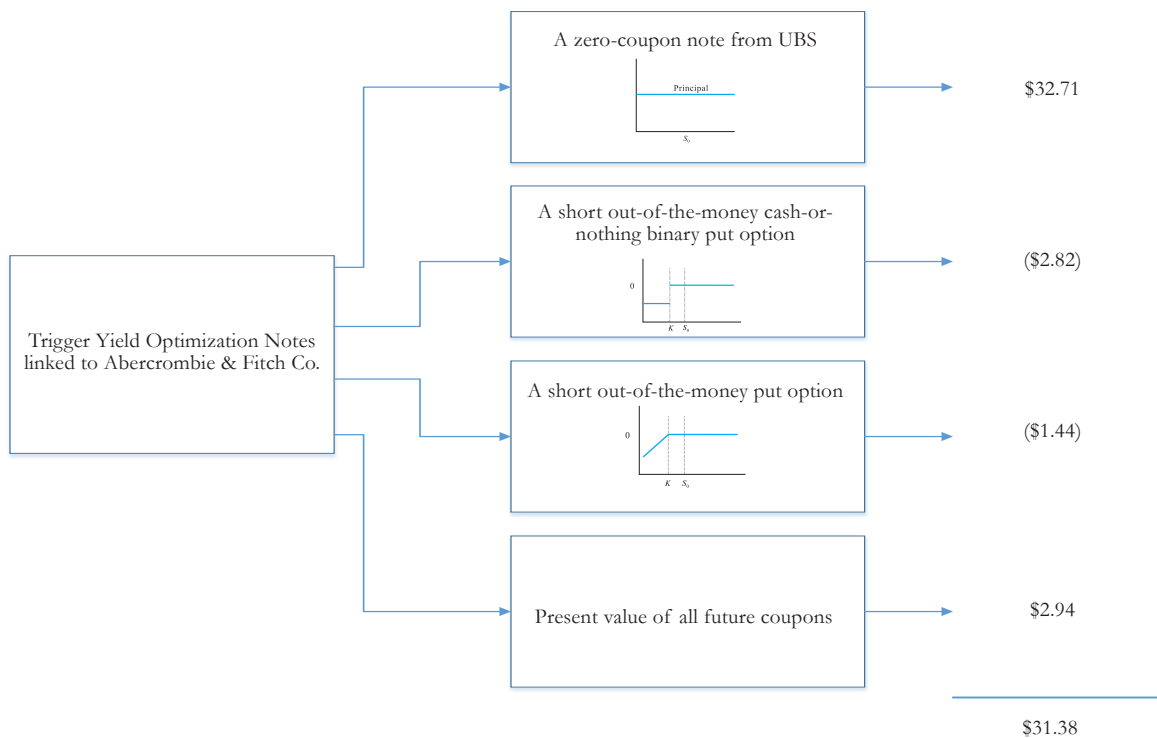 A zero-coupon note from UBS
Principal
S₀
$32.71
A short out-of-the-money cash-or-
nothing binary put option
0
K S₀
($2.82)
Trigger Yield Optimization Notes
linked to Abercrombie & Fitch Co.
A short out-of-the-money put option
0
K S₀
($1.44)
Present value of all future coupons
$2.94
$31.38